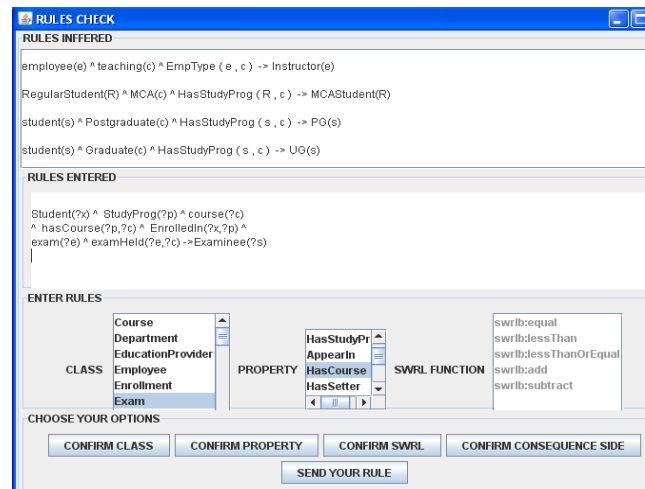 RULES CHECK
RULES INFFERED
employee(e) ^ teaching(c) ^ EmpType ( e , c ) -> Instructor(e)
RegularStudent(R) ^ MCA(c) ^ HasStudyProg ( R , c ) -> MCAStudent(R)
student(s) ^ Postgraduate(c) ^ HasStudyProg ( s , c ) -> PG(s)
student(s) ^ Graduate(c) ^ HasStudyProg ( s , c ) -> UG(s)
RULES ENTERED
Student(?x) ^ StudyProg(?p) ^ course(?c)
^ hasCourse(?p,?c) ^ EnrolledIn(?x,?p) ^
exam(?e) ^ examHeld(?e,?c) ->Examinee(?s)
ENTER RULES
CLASS
Course
Department
EducationProvider
Employee
Enrollment
Exam
PROPERTY
HasStudyPr
AppearIn
HasCourse
HasSetter
SWRL FUNCTION
swrlb:equal
swrlb:lessThan
swrlb:lessThanOrEqual
swrlb:add
swrlb:subtract
CHOOSE YOUR OPTIONS
CONFIRM CLASS
CONFIRM PROPERTY
CONFIRM SWRL
CONFIRM CONSEQUENCE SIDE
SEND YOUR RULE